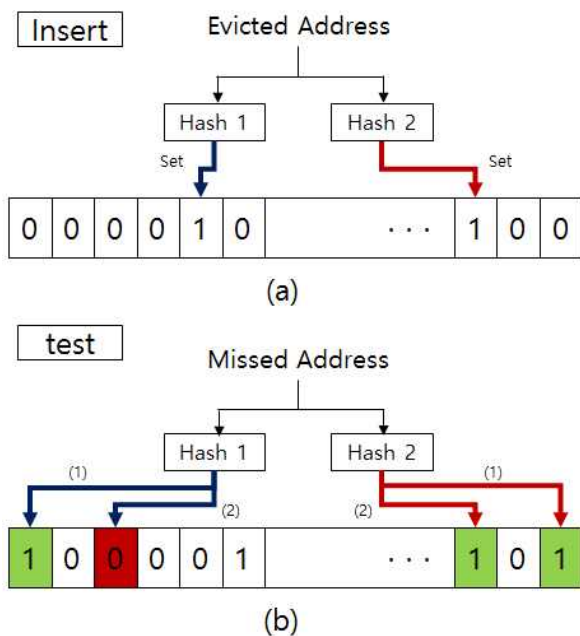 Insert
Evicted Address
Hash 1 Hash 2
Set Set
0 0 0 0 1 0 · · · 1 0 0
(a)
test
Missed Address
Hash 1 Hash 2
(1) (1)
(2) (2)
1 0 0 0 0 1 · · · 1 0 1
(b)